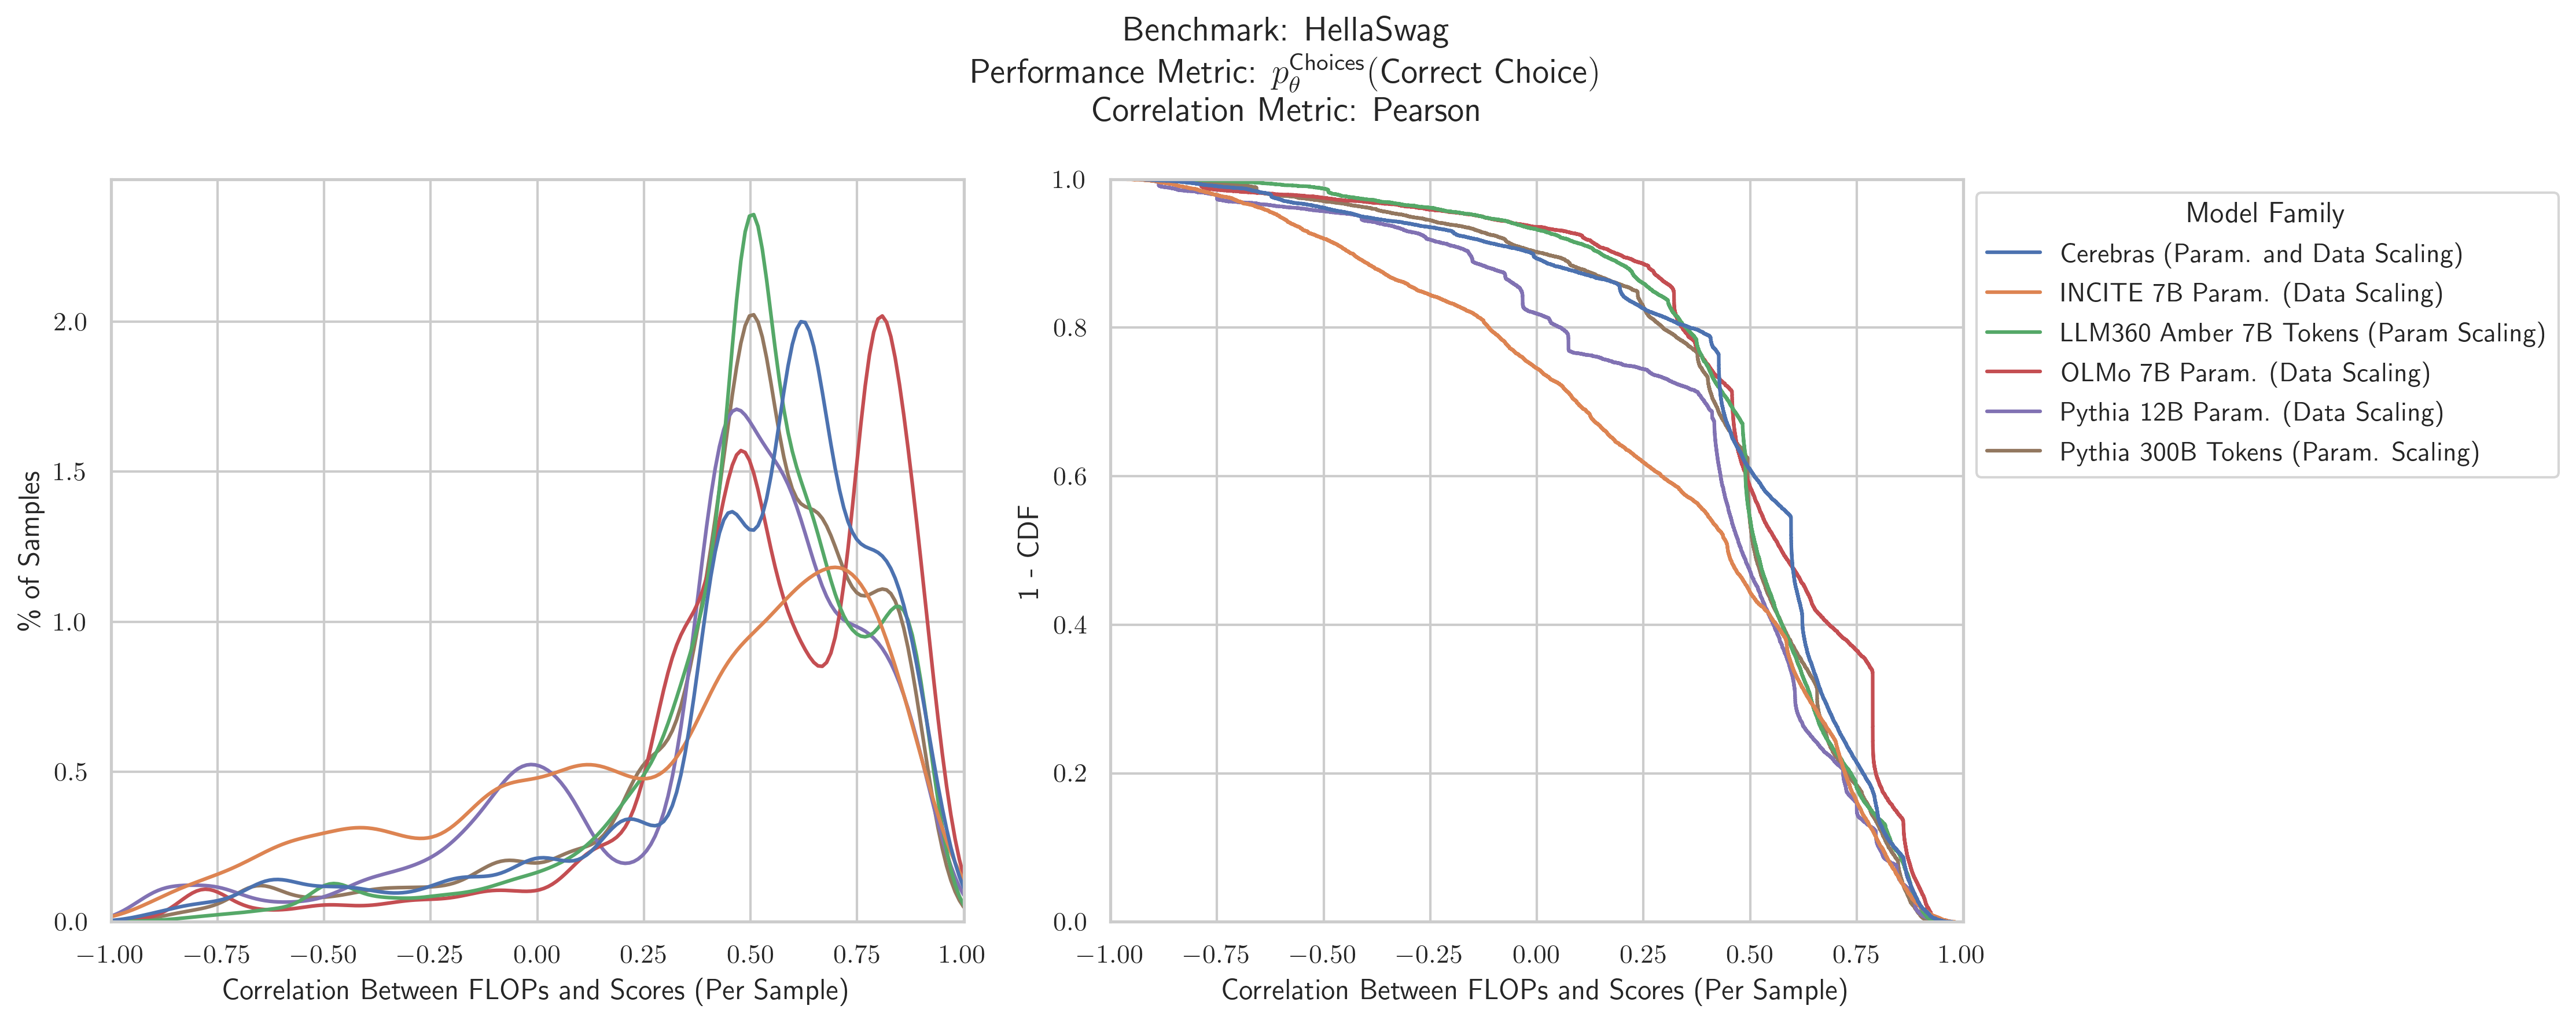 Benchmark: HellaSwag
Performance Metric: $p_{\theta}^{\text{Choices}}$(Correct Choice)
Correlation Metric: Pearson
% of Samples
2.0
1.5
1.0
0.5
0.0
−1.00 −0.75 −0.50 −0.25 0.00 0.25 0.50 0.75 1.00
Correlation Between FLOPs and Scores (Per Sample)
1 - CDF
1.0
0.8
0.6
0.4
0.2
0.0
−1.00 −0.75 −0.50 −0.25 0.00 0.25 0.50 0.75 1.00
Correlation Between FLOPs and Scores (Per Sample)
Model Family
Cerebras (Param. and Data Scaling)
INCITE 7B Param. (Data Scaling)
LLM360 Amber 7B Tokens (Param Scaling)
OLMo 7B Param. (Data Scaling)
Pythia 12B Param. (Data Scaling)
Pythia 300B Tokens (Param. Scaling)